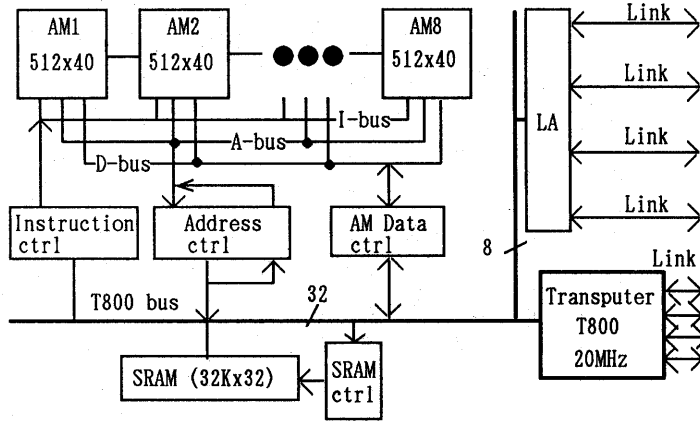 AM1
512x40
AM2
512x40
AM8
512x40
I-bus
A-bus
D-bus
Instruction
ctrl
Address
ctrl
AM Data
ctrl
LA
Link
Link
Link
Link
8
Link
T800 bus
32
Transputer
T800
20MHz
SRAM (32Kx32)
SRAM
ctrl